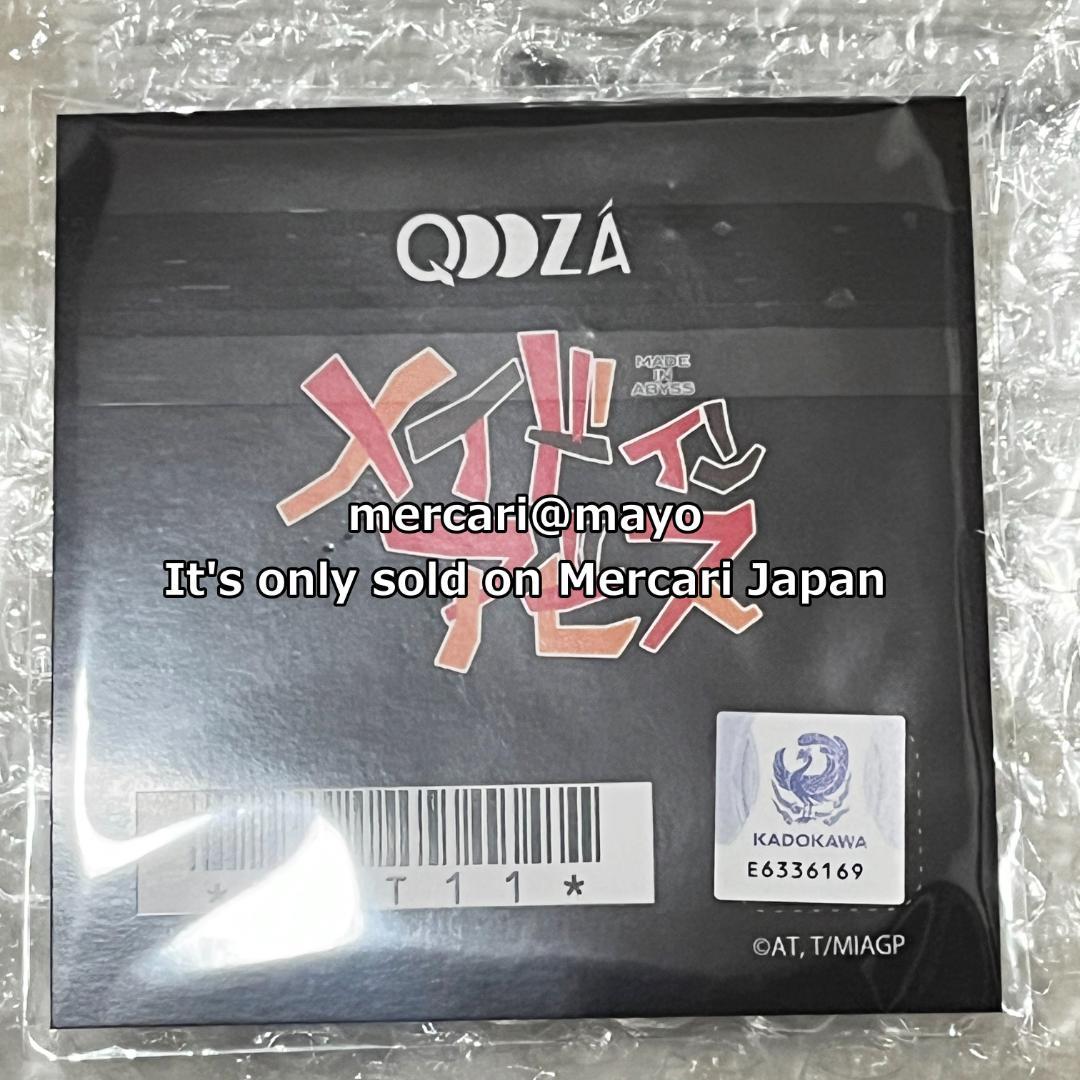 QOOZÁ
MADE
IN
ABYSS
メイドイン
アビス
mercari@mayo
It's only sold on Mercari Japan
* T11*
KADOKAWA
E6336169
©AT, T/MIAGP